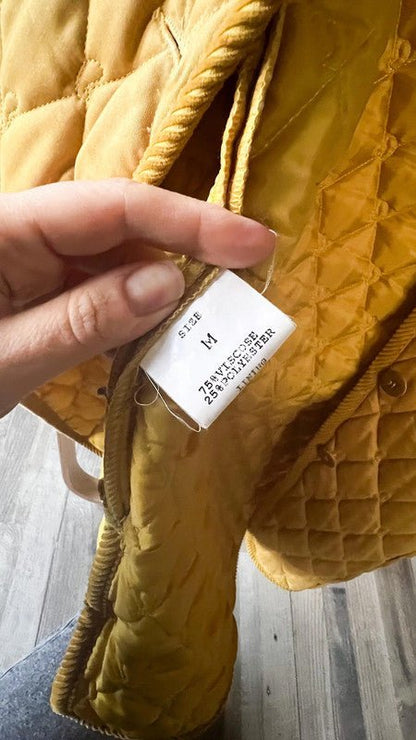 SIZE
M
75%VISCOSE
25%POLYESTER
LINING